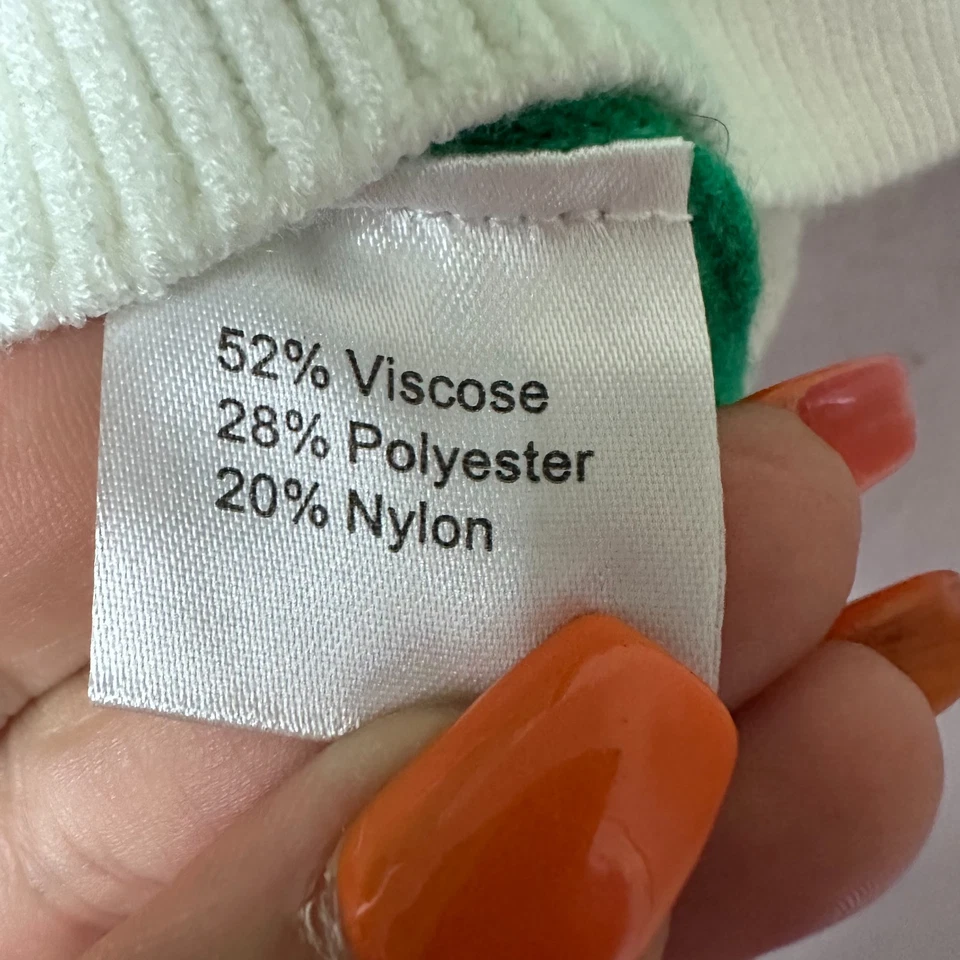 52% Viscose
28% Polyester
20% Nylon